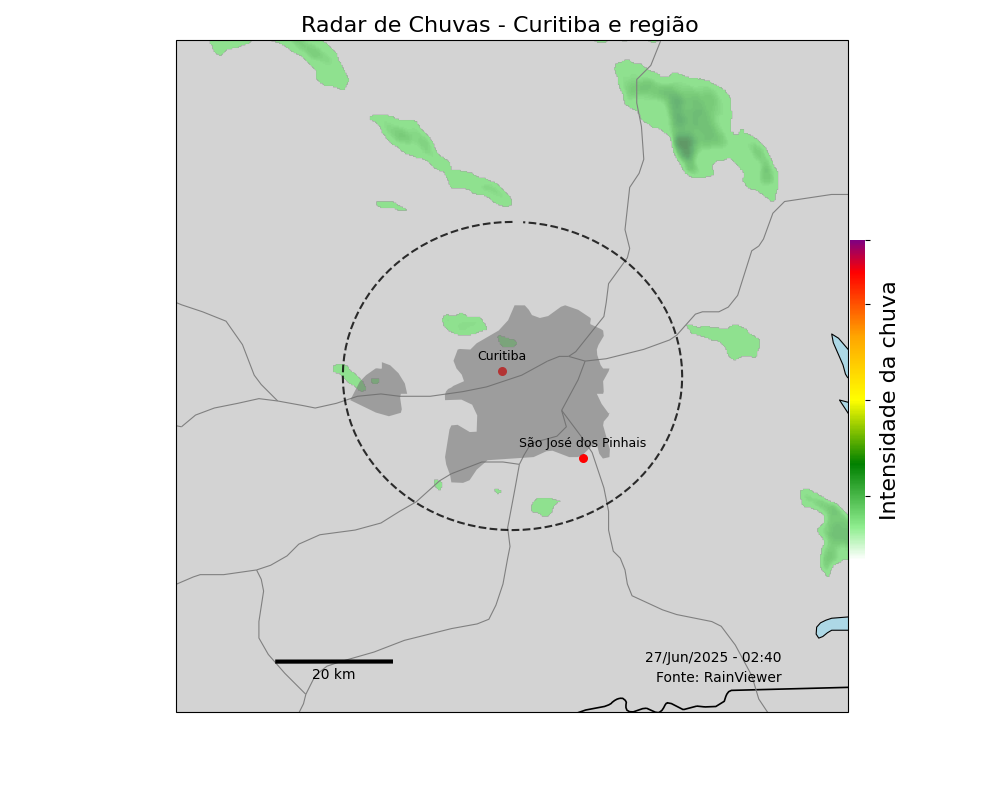 Radar de Chuvas - Curitiba e região
Curitiba
São José dos Pinhais
Intensidade da chuva
20 km
27/Jun/2025 - 02:40
Fonte: RainViewer